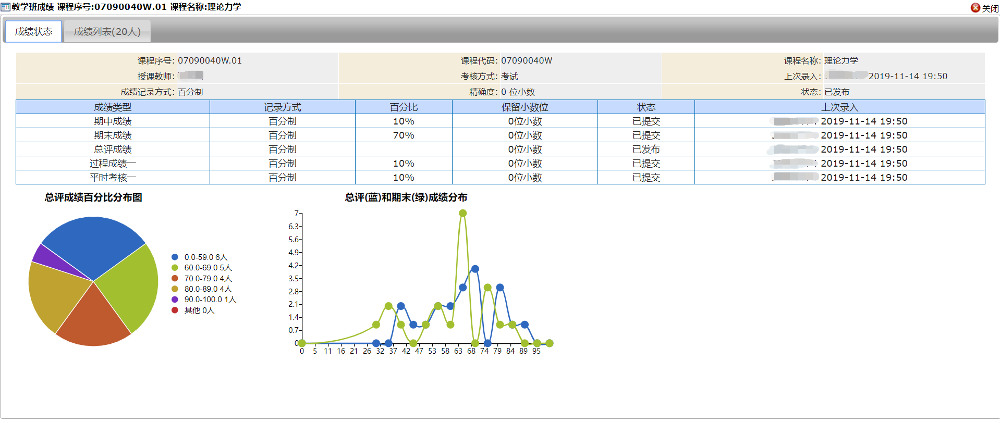 教学班成绩 课程序号:07090040W.01 课程名称:理论力学
关闭
成绩状态 成绩列表(20人)
课程序号: 07090040W.01 课程代码: 07090040W 课程名称: 理论力学
授课教师: 考核方式: 考试 上次录入: 2019-11-14 19:50
成绩记录方式: 百分制 精确度: 0 位小数 状态: 已发布
成绩类型 记录方式 百分比 保留小数位 状态 上次录入
期中成绩 百分制 10% 0位小数 已提交 2019-11-14 19:50
期末成绩 百分制 70% 0位小数 已提交 2019-11-14 19:50
总评成绩 百分制 0位小数 已发布 2019-11-14 19:50
过程成绩一 百分制 10% 0位小数 已提交 2019-11-14 19:50
平时考核一 百分制 10% 0位小数 已提交 2019-11-14 19:50
总评成绩百分比分布图
0.0-59.0 6人
60.0-69.0 5人
70.0-79.0 4人
80.0-89.0 4人
90.0-100.0 1人
其他 0人
总评(蓝)和期末(绿)成绩分布
7
6.3
5.6
4.9
4.2
3.5
2.8
2.1
1.4
0.7
0
0 5 11 16 21 26 32 37 42 47 53 58 63 68 74 79 84 89 95